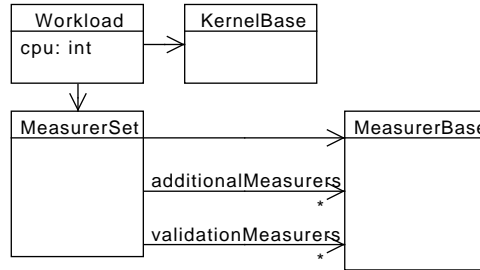 Workload
KernelBase
cpu: int
MeasurerSet
MeasurerBase
additionalMeasurers
*
validationMeasurers
*